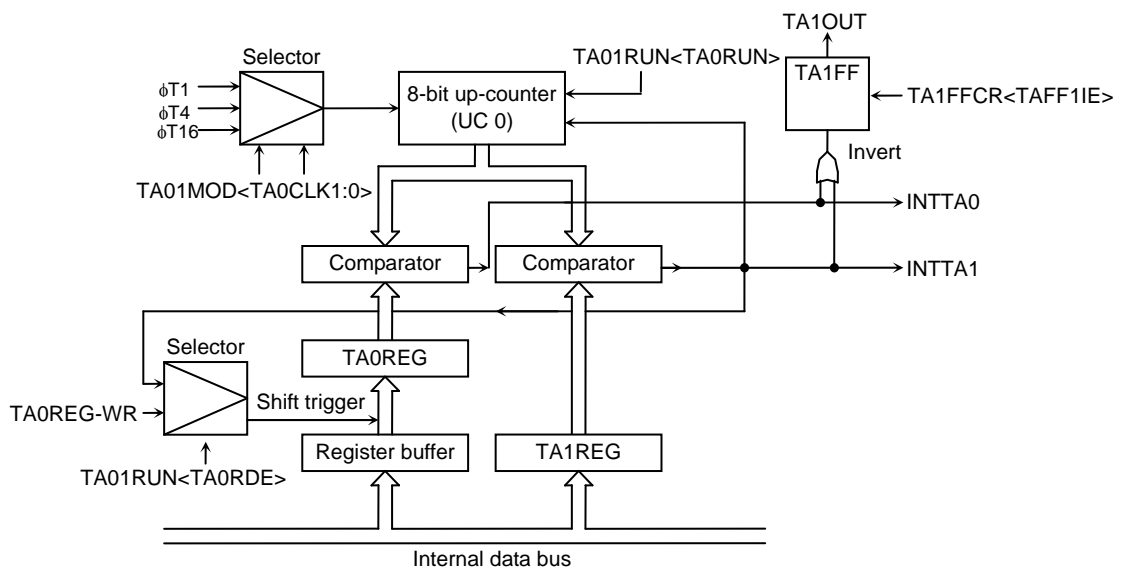 TA1OUT
Selector
TA01RUN<TA0RUN>
TA1FF
ϕT1
ϕT4
ϕT16
8-bit up-counter
(UC 0)
TA1FFCR<TAFF1IE>
Invert
TA01MOD<TA0CLK1:0>
INTTA0
Comparator
Comparator
INTTA1
Selector
TA0REG
TA0REG-WR
Shift trigger
Register buffer
TA1REG
TA01RUN<TA0RDE>
Internal data bus